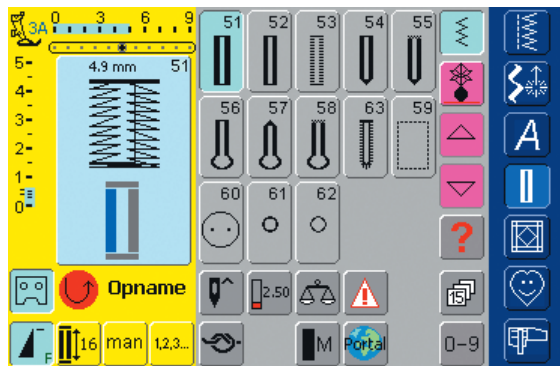 3A 0 3 6 9
51 52 53 54 55
5-
4-
3-
2-
1-
0
4.9 mm 51
56 57 58 63 59
60 61 62
?
A
Opname
2.50
15
F
16 man 1,2,3...
M Portal
0-9